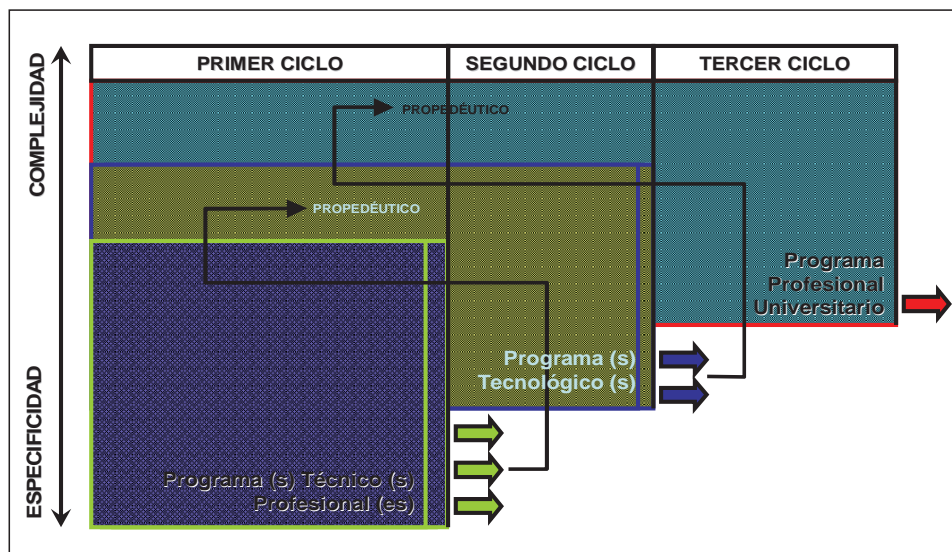 PRIMER CICLO
SEGUNDO CICLO
TERCER CICLO
COMPLEJIDAD
ESPECIFICIDAD
PROPEDÉUTICO
PROPEDÉUTICO
Programa
Profesional
Universitario
Programa (s)
Tecnológico (s)
Programa (s) Técnico (s)
Profesional (es)